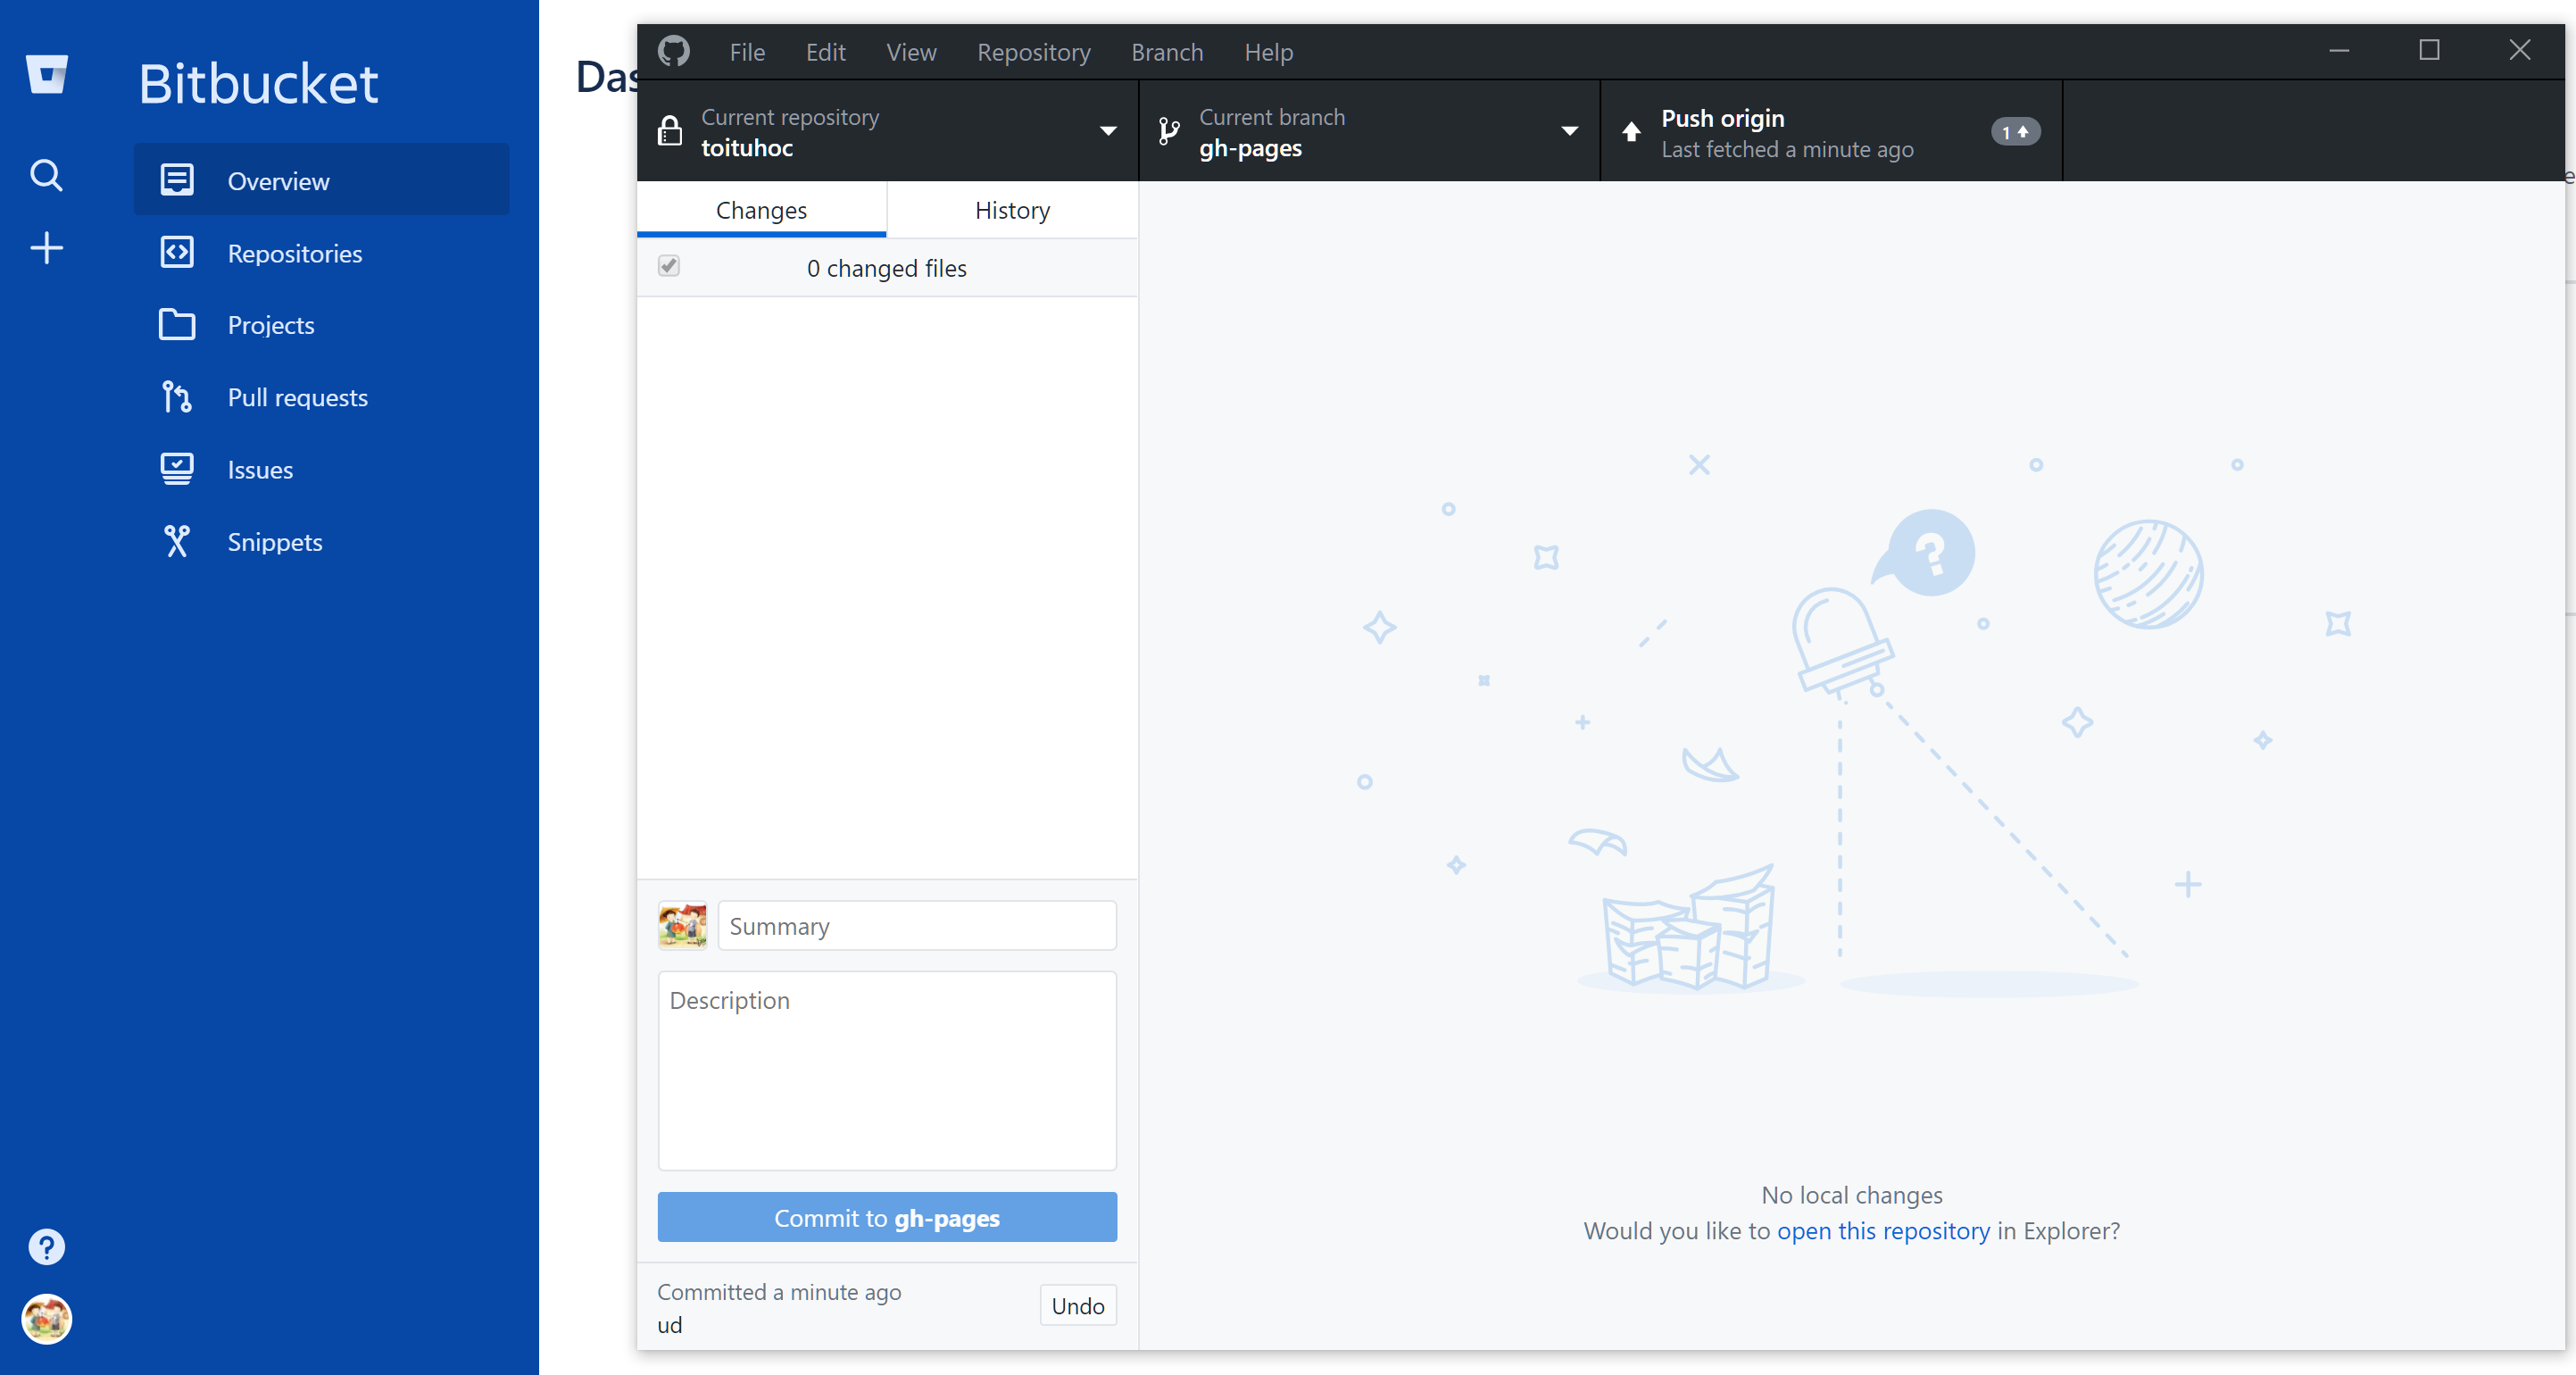 Bitbucket
Overview
Repositories
Projects
Pull requests
Issues
Snippets
Das
File Edit View Repository Branch Help
Current repository
toituhoc
Current branch
gh-pages
Push origin
Last fetched a minute ago
1
Changes
History
0 changed files
Summary
Description
Commit to gh-pages
Committed a minute ago
ud
Undo
?
No local changes
Would you like to open this repository in Explorer?
e
?